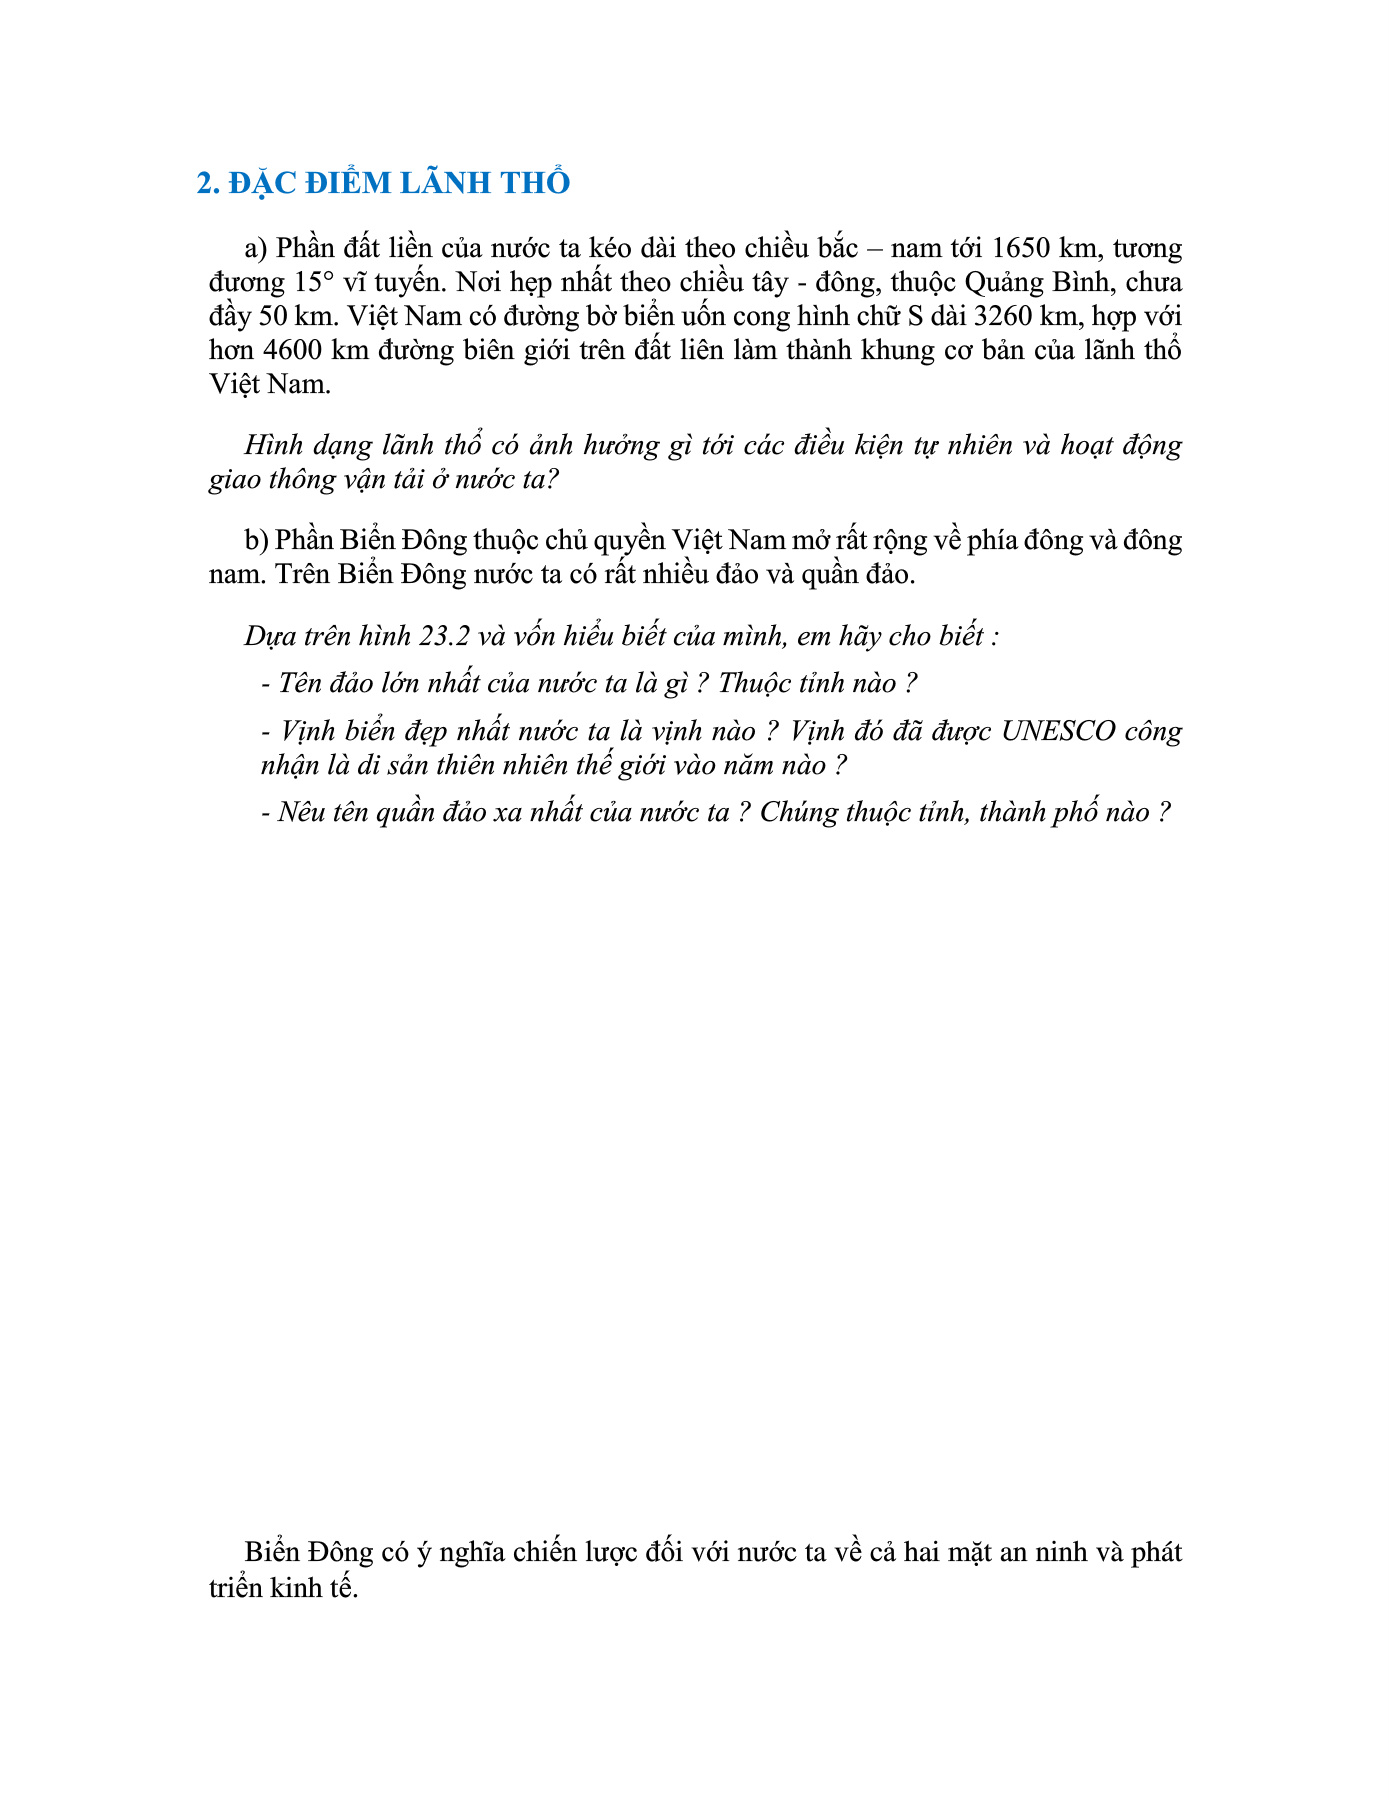 2. ĐẶC ĐIỂM LÃNH THỔ
a) Phần đất liền của nước ta kéo dài theo chiều bắc – nam tới 1650 km, tương
đương 15° vĩ tuyến. Nơi hẹp nhất theo chiều tây - đông, thuộc Quảng Bình, chưa
đầy 50 km. Việt Nam có đường bờ biển uốn cong hình chữ S dài 3260 km, hợp với
hơn 4600 km đường biên giới trên đất liên làm thành khung cơ bản của lãnh thổ
Việt Nam.
Hình dạng lãnh thổ có ảnh hưởng gì tới các điều kiện tự nhiên và hoạt động
giao thông vận tải ở nước ta?
b) Phần Biển Đông thuộc chủ quyền Việt Nam mở rất rộng về phía đông và đông
nam. Trên Biển Đông nước ta có rất nhiều đảo và quần đảo.
Dựa trên hình 23.2 và vốn hiểu biết của mình, em hãy cho biết :
- Tên đảo lớn nhất của nước ta là gì ? Thuộc tỉnh nào ?
- Vịnh biển đẹp nhất nước ta là vịnh nào ? Vịnh đó đã được UNESCO công
nhận là di sản thiên nhiên thế giới vào năm nào ?
- Nêu tên quần đảo xa nhất của nước ta ? Chúng thuộc tỉnh, thành phố nào ?
Biển Đông có ý nghĩa chiến lược đối với nước ta về cả hai mặt an ninh và phát
triển kinh tế.